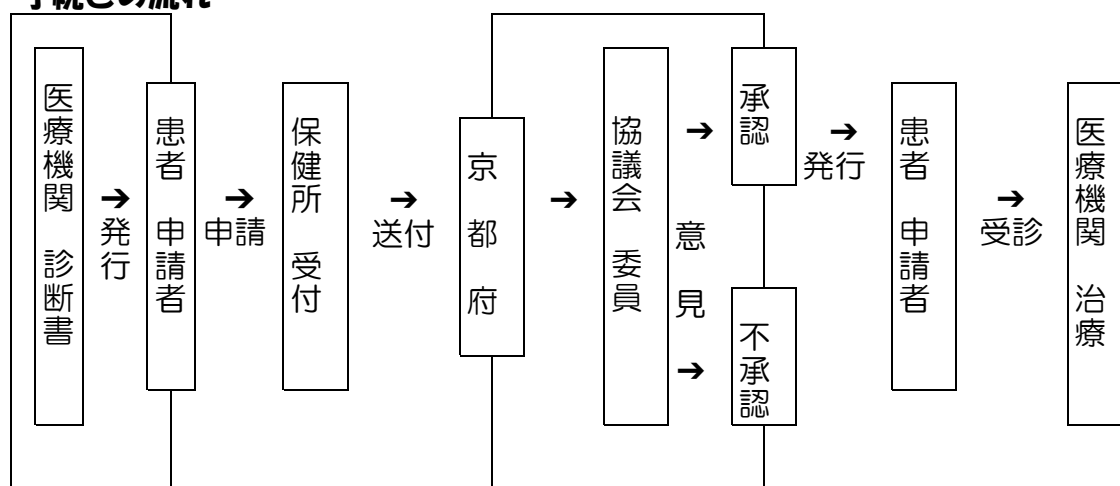 手続きの流れ
医療機関 診断書
➔
発行
患者 申請者
➔
申請
保健所 受付
➔
送付
京都府
➔
協議会 委員
意見
➔
➔
承認
不承認
➔
発行
患者 申請者
➔
受診
医療機関 治療